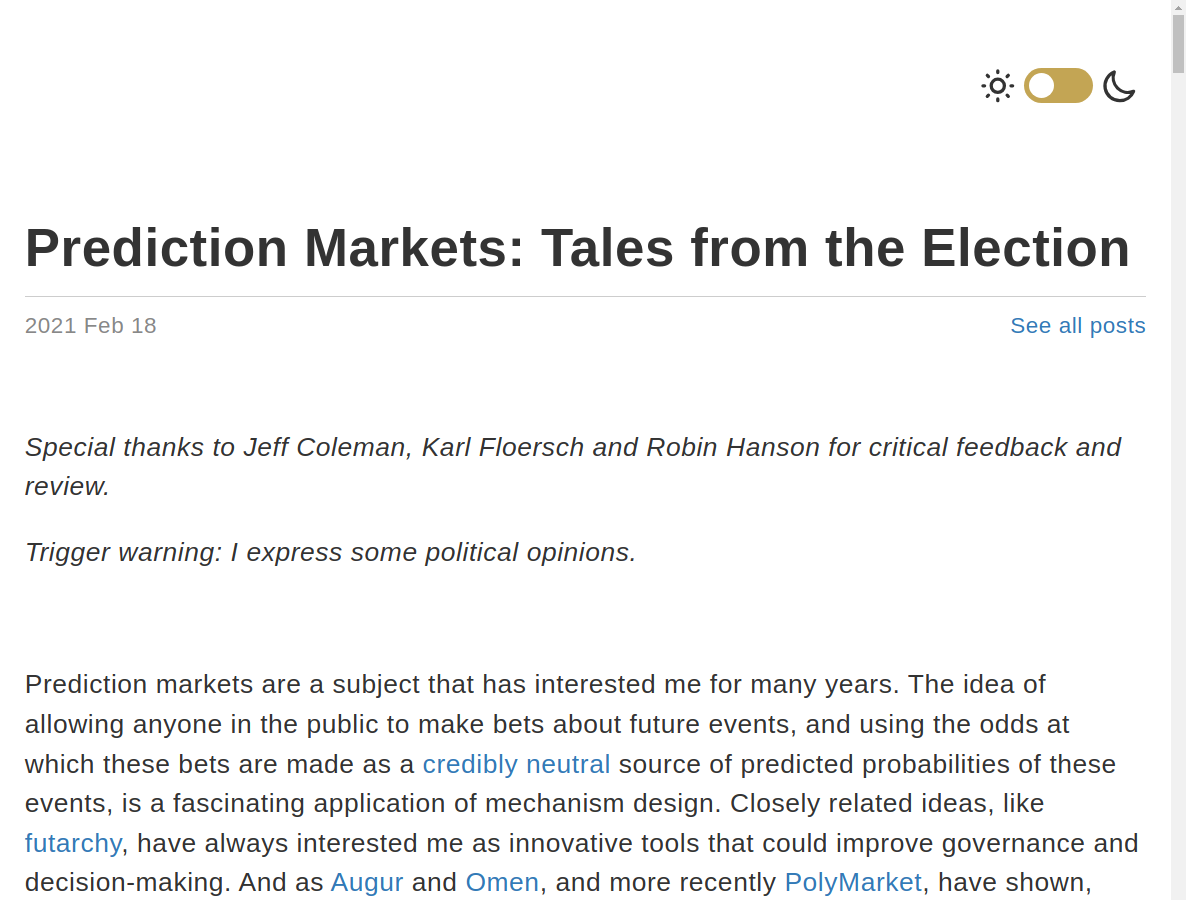 Prediction Markets: Tales from the Election
2021 Feb 18
See all posts
Special thanks to Jeff Coleman, Karl Floersch and Robin Hanson for critical feedback and
review.
Trigger warning: I express some political opinions.
Prediction markets are a subject that has interested me for many years. The idea of
allowing anyone in the public to make bets about future events, and using the odds at
which these bets are made as a credibly neutral source of predicted probabilities of these
events, is a fascinating application of mechanism design. Closely related ideas, like
futarchy, have always interested me as innovative tools that could improve governance and
decision-making. And as Augur and Omen, and more recently PolyMarket, have shown,